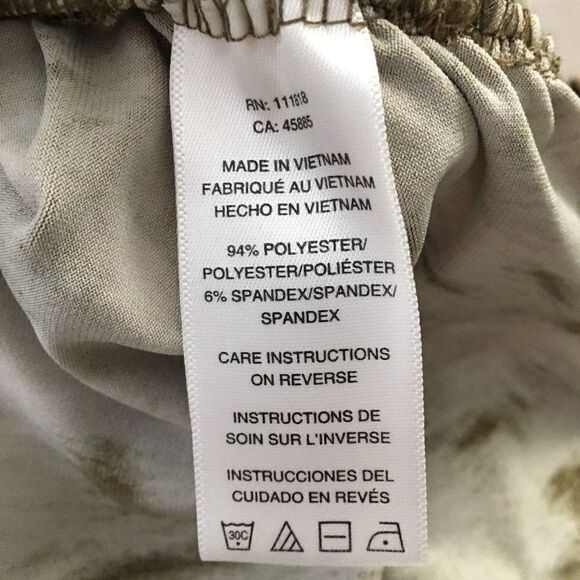 RN: 111818
CA: 45885
MADE IN VIETNAM
FABRIQUÉ AU VIETNAM
HECHO EN VIETNAM
94% POLYESTER/
POLYESTER/POLIÉSTER
6% SPANDEX/SPANDEX/
SPANDEX
CARE INSTRUCTIONS
ON REVERSE
INSTRUCTIONS DE
SOIN SUR L'INVERSE
INSTRUCCIONES DEL
CUIDADO EN REVÉS
30C